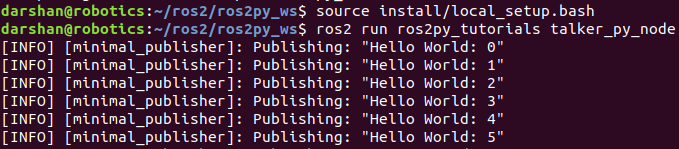 darshan@robotics:~/ros2/ros2py_ws$ source install/local_setup.bash
darshan@robotics:~/ros2/ros2py_ws$ ros2 run ros2py_tutorials talker_py_node
[INFO] [minimal_publisher]: Publishing: "Hello World: 0"
[INFO] [minimal_publisher]: Publishing: "Hello World: 1"
[INFO] [minimal_publisher]: Publishing: "Hello World: 2"
[INFO] [minimal_publisher]: Publishing: "Hello World: 3"
[INFO] [minimal_publisher]: Publishing: "Hello World: 4"
[INFO] [minimal_publisher]: Publishing: "Hello World: 5"